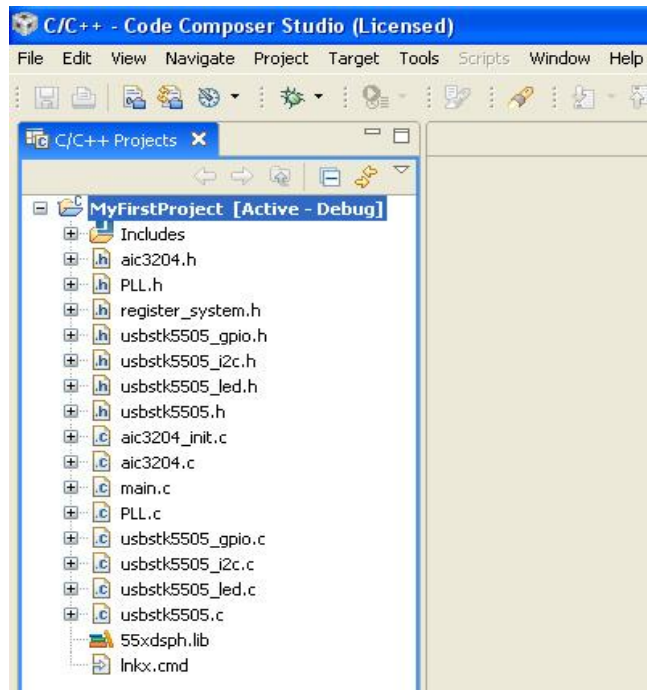 C/C++ - Code Composer Studio (Licensed)
File Edit View Navigate Project Target Tools Scripts Window Help
C/C++ Projects
MyFirstProject [Active - Debug]
Includes
.h aic3204.h
.h PLL.h
.h register_system.h
.h usbstk5505_gpio.h
.h usbstk5505_i2c.h
.h usbstk5505_led.h
.h usbstk5505.h
.c aic3204_init.c
.c aic3204.c
.c main.c
.c PLL.c
.c usbstk5505_gpio.c
.c usbstk5505_i2c.c
.c usbstk5505_led.c
.c usbstk5505.c
55xdsph.lib
lnkx.cmd